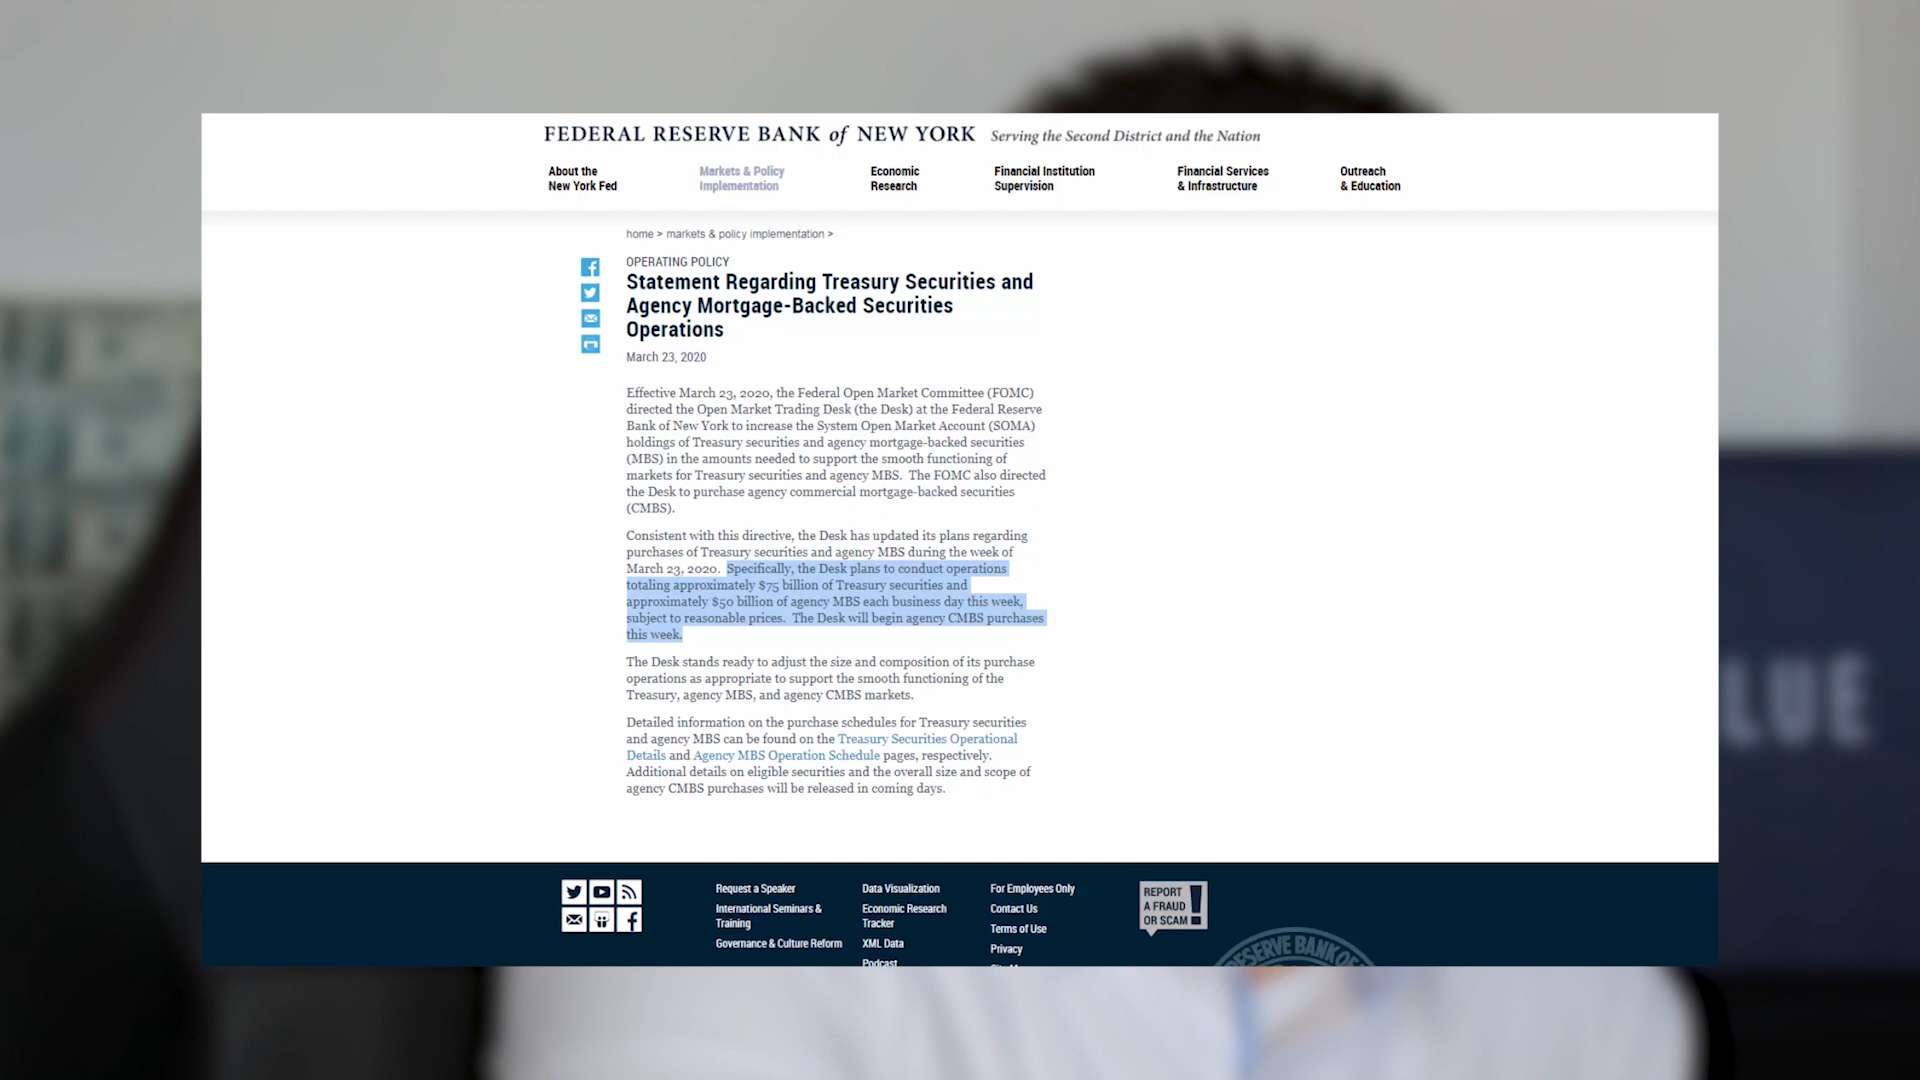 FEDERAL RESERVE BANK of NEW YORK Serving the Second District and the Nation
About the
New York Fed
Markets & Policy
Implementation
Economic
Research
Financial Institution
Supervision
Financial Services
& Infrastructure
Outreach
& Education
home > markets & policy implementation >
OPERATING POLICY
Statement Regarding Treasury Securities and
Agency Mortgage-Backed Securities
Operations
March 23, 2020
Effective March 23, 2020, the Federal Open Market Committee (FOMC)
directed the Open Market Trading Desk (the Desk) at the Federal Reserve
Bank of New York to increase the System Open Market Account (SOMA)
holdings of Treasury securities and agency mortgage-backed securities
(MBS) in the amounts needed to support the smooth functioning of
markets for Treasury securities and agency MBS. The FOMC also directed
the Desk to purchase agency commercial mortgage-backed securities
(CMBS).
Consistent with this directive, the Desk has updated its plans regarding
purchases of Treasury securities and agency MBS during the week of
March 23, 2020. Specifically, the Desk plans to conduct operations
totaling approximately $75 billion of Treasury securities and
approximately $50 billion of agency MBS each business day this week,
subject to reasonable prices. The Desk will begin agency CMBS purchases
this week.
The Desk stands ready to adjust the size and composition of its purchase
operations as appropriate to support the smooth functioning of the
Treasury, agency MBS, and agency CMBS markets.
Detailed information on the purchase schedules for Treasury securities
and agency MBS can be found on the Treasury Securities Operational
Details and Agency MBS Operation Schedule pages, respectively.
Additional details on eligible securities and the overall size and scope of
agency CMBS purchases will be released in coming days.
LUE
Request a Speaker
International Seminars &
Training
Governance & Culture Reform
Data Visualization
Economic Research
Tracker
XML Data
Podcast
For Employees Only
Contact Us
Terms of Use
Privacy
REPORT
A FRAUD
OR SCAM
ESERVE BANK OF